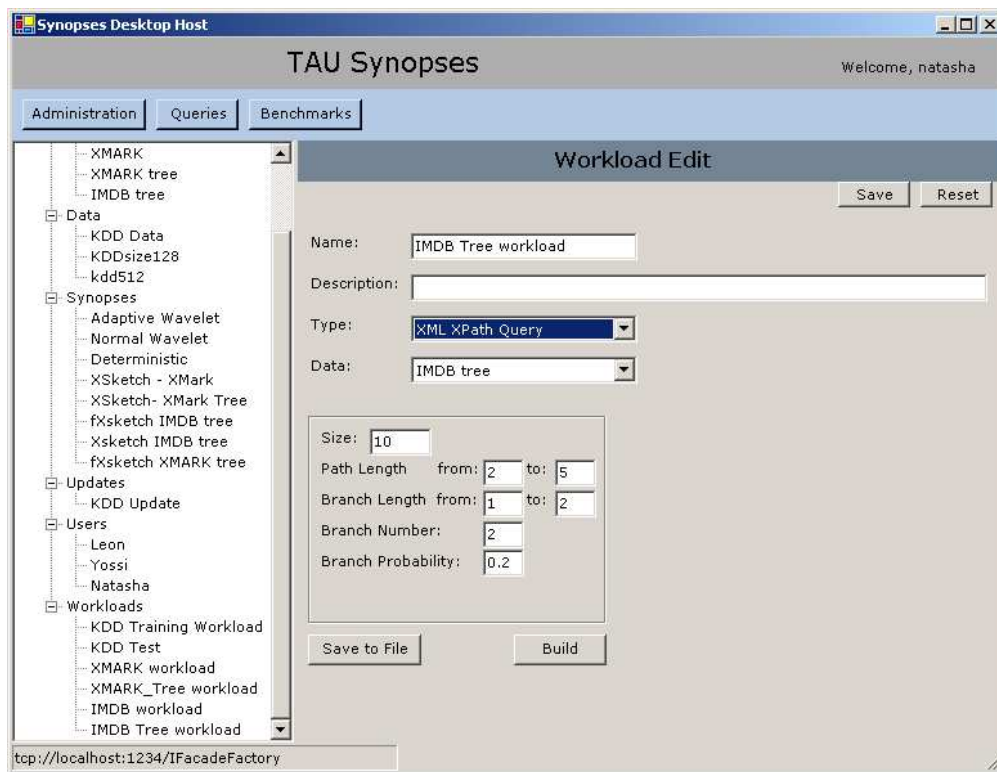 Synopses Desktop Host
TAU Synopses
Welcome, natasha
Administration
Queries
Benchmarks
XMARK
XMARK tree
IMDB tree
Data
KDD Data
KDDsize128
kdd512
Synopses
Adaptive Wavelet
Normal Wavelet
Deterministic
XSketch - XMark
XSketch- XMark Tree
fXsketch IMDB tree
Xsketch IMDB tree
fXsketch XMARK tree
Updates
KDD Update
Users
Leon
Yossi
Natasha
Workloads
KDD Training Workload
KDD Test
XMARK workload
XMARK_Tree workload
IMDB workload
IMDB Tree workload
Workload Edit
Save
Reset
Name: IMDB Tree workload
Description:
Type: XML XPath Query
Data: IMDB tree
Size: 10
Path Length from: 2 to: 5
Branch Length from: 1 to: 2
Branch Number: 2
Branch Probability: 0.2
Save to File
Build
tcp://localhost:1234/IFacadeFactory